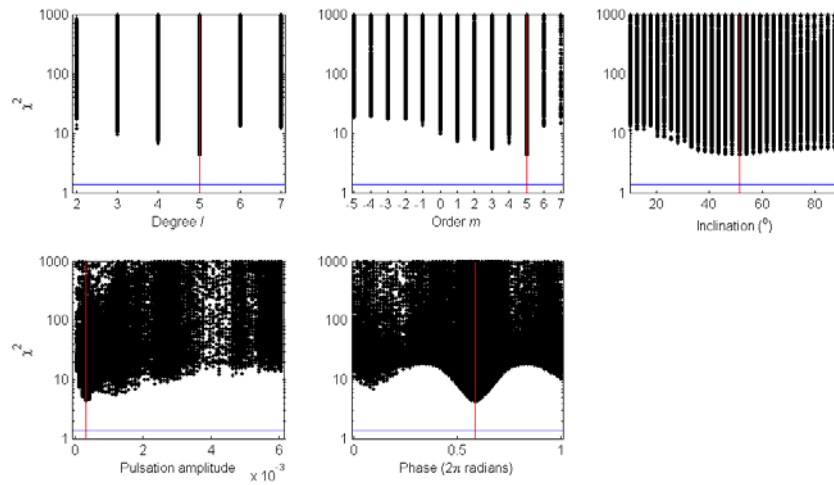 1000 1000 1000
100 100 100
χ² 10 10 10
1 1 1
2 3 4 5 6 7 -5 -4 -3 -2 -1 0 1 2 3 4 5 6 7 20 40 60 80
Degree l Order m Inclination (º)
1000 1000
100 100
χ² 10 10
1 1
0 2 4 6 0 0.5 1
Pulsation amplitude Phase (2π radians)
x 10⁻³